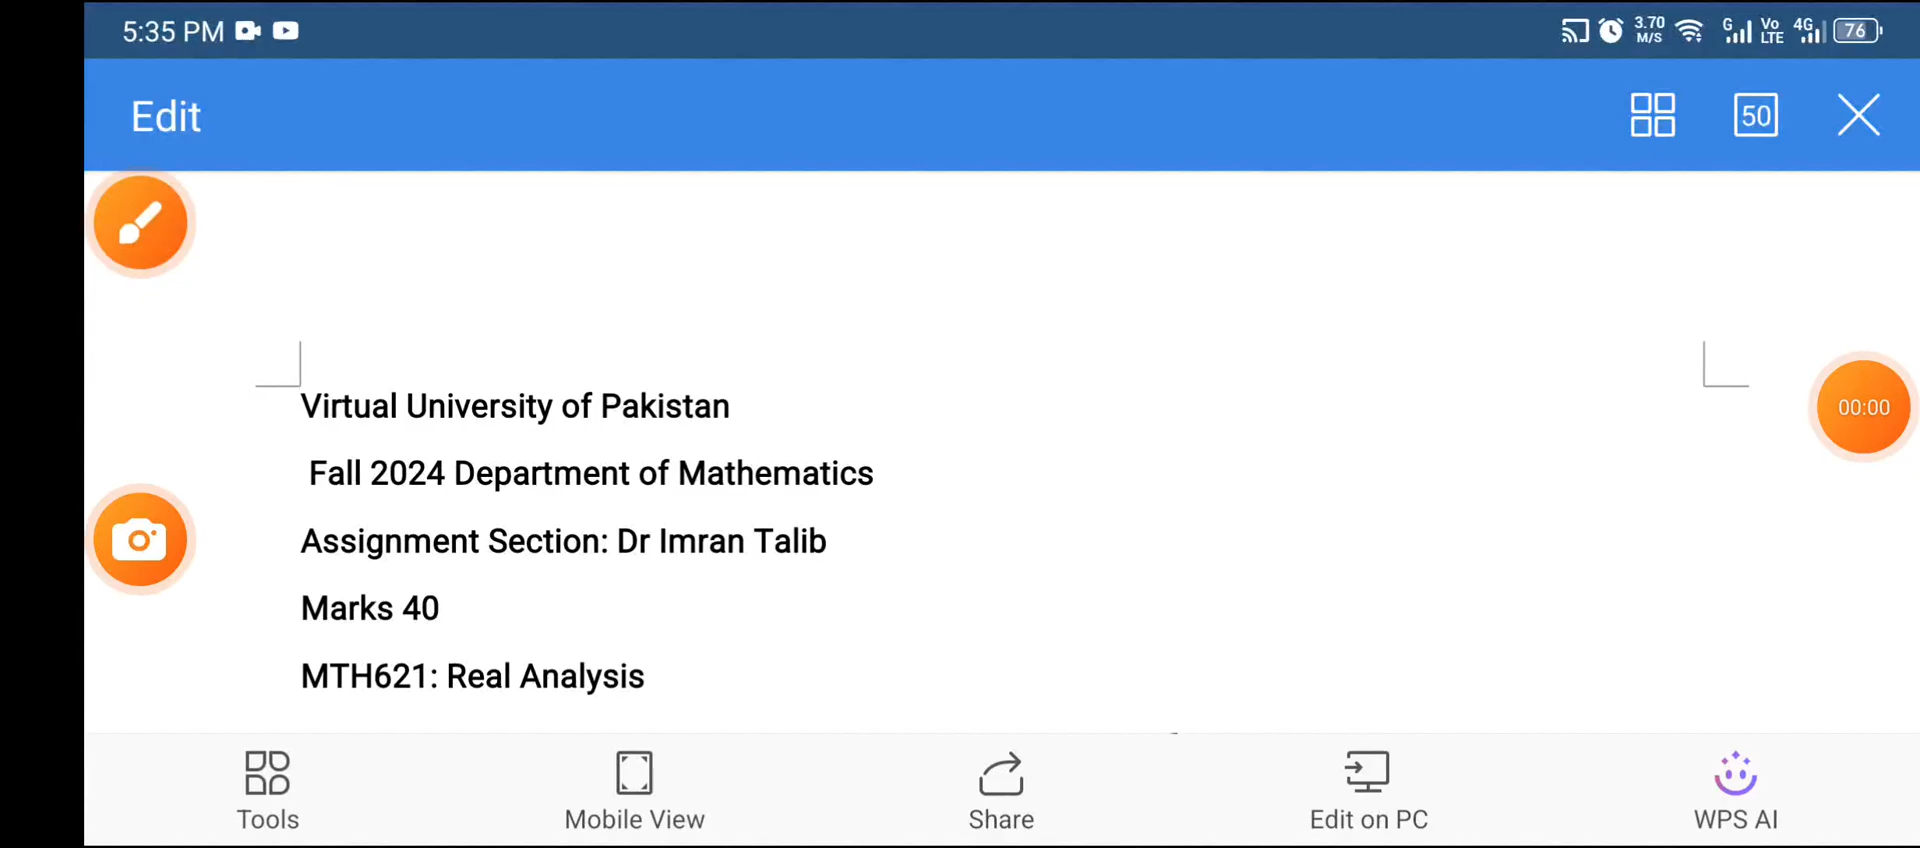 5:35 PM 3.70 M/S G Vo LTE 4G 76
Edit 50
Virtual University of Pakistan
Fall 2024 Department of Mathematics
00:00
Assignment Section: Dr Imran Talib
Marks 40
MTH621: Real Analysis
Tools Mobile View Share Edit on PC WPS AI